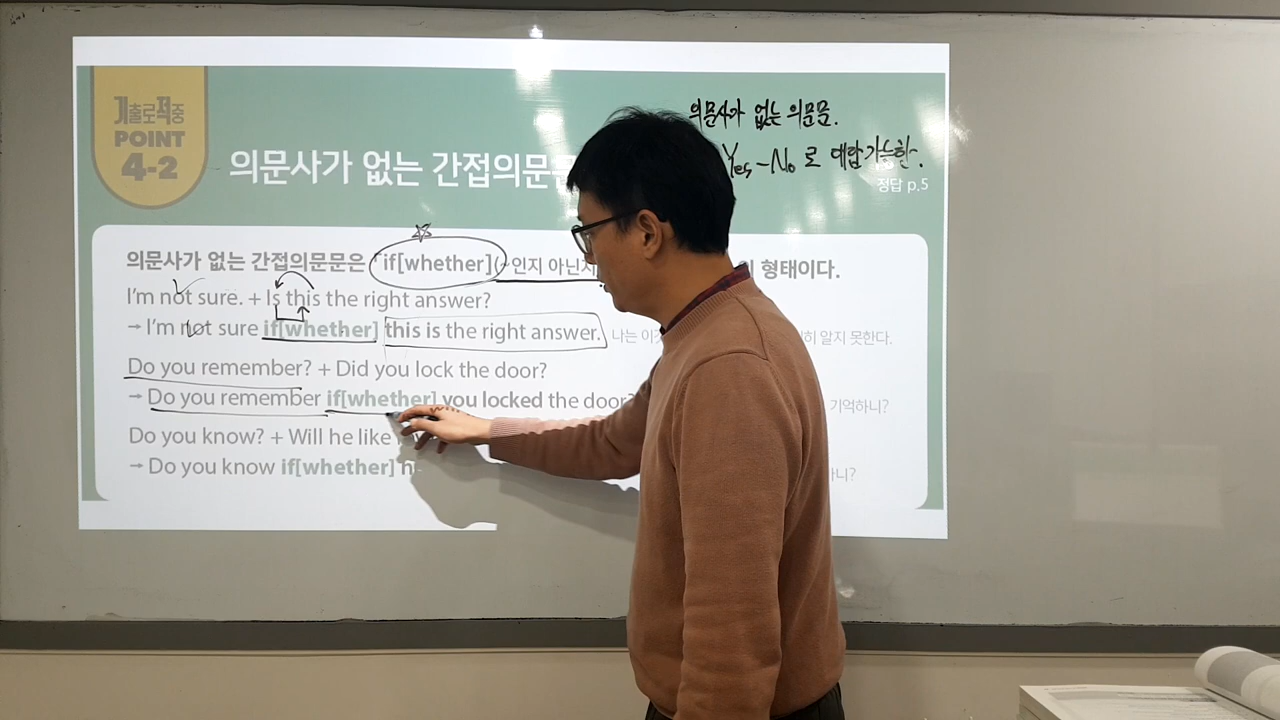 기출로 적중
POINT
4-2
의문사가 없는 간접의문문
의문사가 없는 의문문.
Yes-No 로 대답가능한.
정답 p.5
의문사가 없는 간접의문문은 「if[whether](~인지 아닌지) 형태이다.
I'm not sure. + Is this the right answer?
→ I'm not sure if[whether] this is the right answer. 나는 이것 히 알지 못한다.
Do you remember? + Did you lock the door?
→ Do you remember if[whether] you locked the door? 기억하니?
Do you know? + Will he like
→ Do you know if[whether]